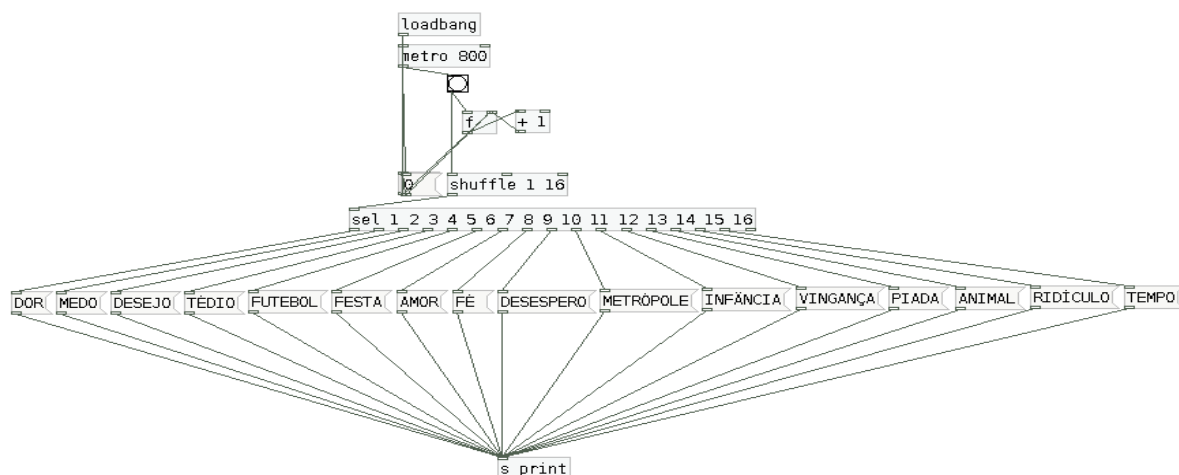 loadbang
metro 800
f
+ 1
0
shuffle 1 16
sel 1 2 3 4 5 6 7 8 9 10 11 12 13 14 15 16
DOR MEDO DESEJO TÉDIO FUTEBOL FESTA AMOR FÉ DESESPERO METRÓPOLE INFÂNCIA VINGANÇA PIADA ANIMAL RIDÍCULO TEMPO
s print